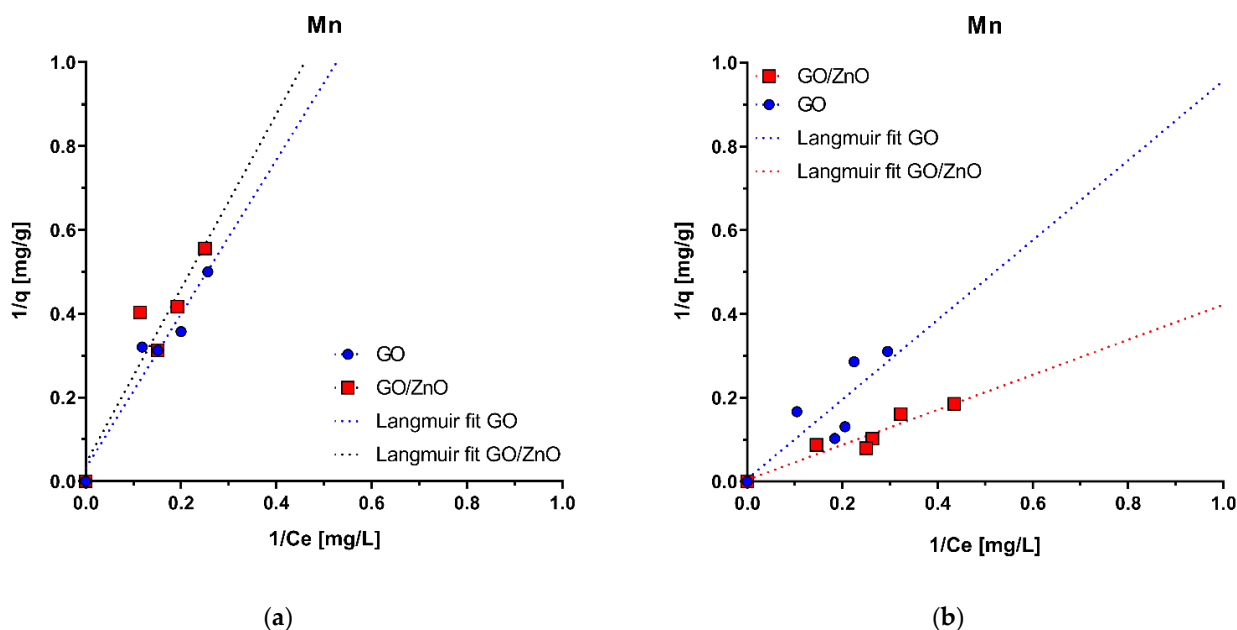 Mn
1/q [mg/g]
1.0
0.8
0.6
0.4
0.2
0.0
0.0 0.2 0.4 0.6 0.8 1.0
1/Ce [mg/L]
GO
GO/ZnO
Langmuir fit GO
Langmuir fit GO/ZnO
(a)
Mn
1/q [mg/g]
1.0
0.8
0.6
0.4
0.2
0.0
0.0 0.2 0.4 0.6 0.8 1.0
1/Ce [mg/L]
GO/ZnO
GO
Langmuir fit GO
Langmuir fit GO/ZnO
(b)